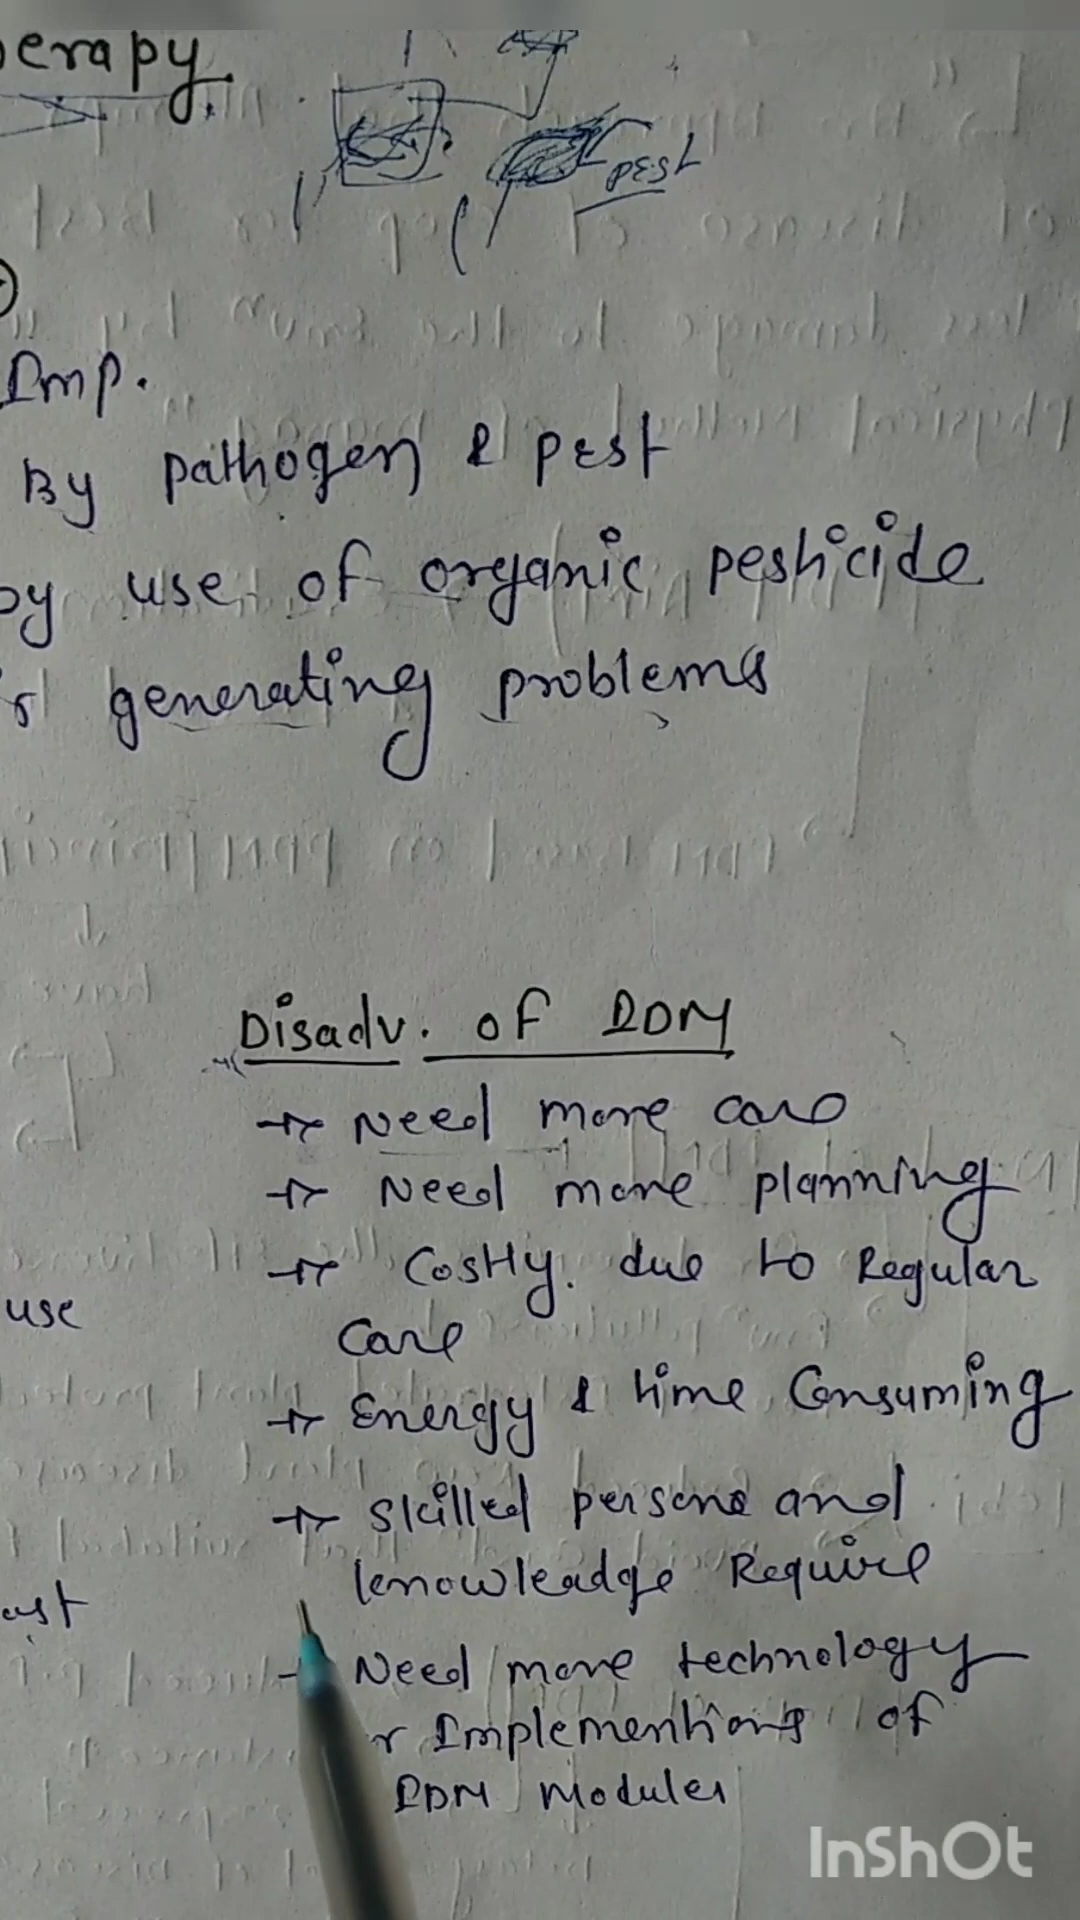 erapy
pest
Imp.
By pathogen & pest
by use of organic pesticide
generating problems
Disadv. of IDM
→ Need more care
→ Need more planning
→ Costly. due to Regular
care
use
→ Energy & time Consuming
→ Skilled persons and
knowleadge Require
Need more technology
Implementions of
IDM Modules
InShOt